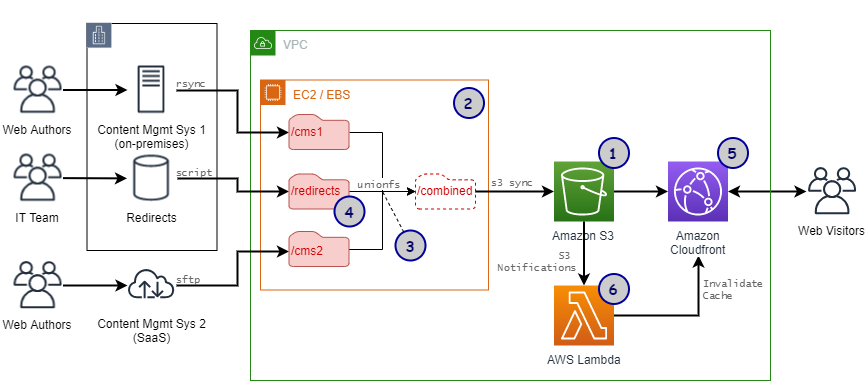 VPC
EC2 / EBS
2
rsync
Web Authors
Content Mgmt Sys 1
(on-premises)
/cms1
script
IT Team
Redirects
/redirects
unionfs
/combined
s3 sync
4
3
1
5
Amazon S3
Amazon
Cloudfront
Web Visitors
/cms2
sftp
Web Authors
Content Mgmt Sys 2
(SaaS)
S3
Notifications
6
Invalidate
Cache
AWS Lambda